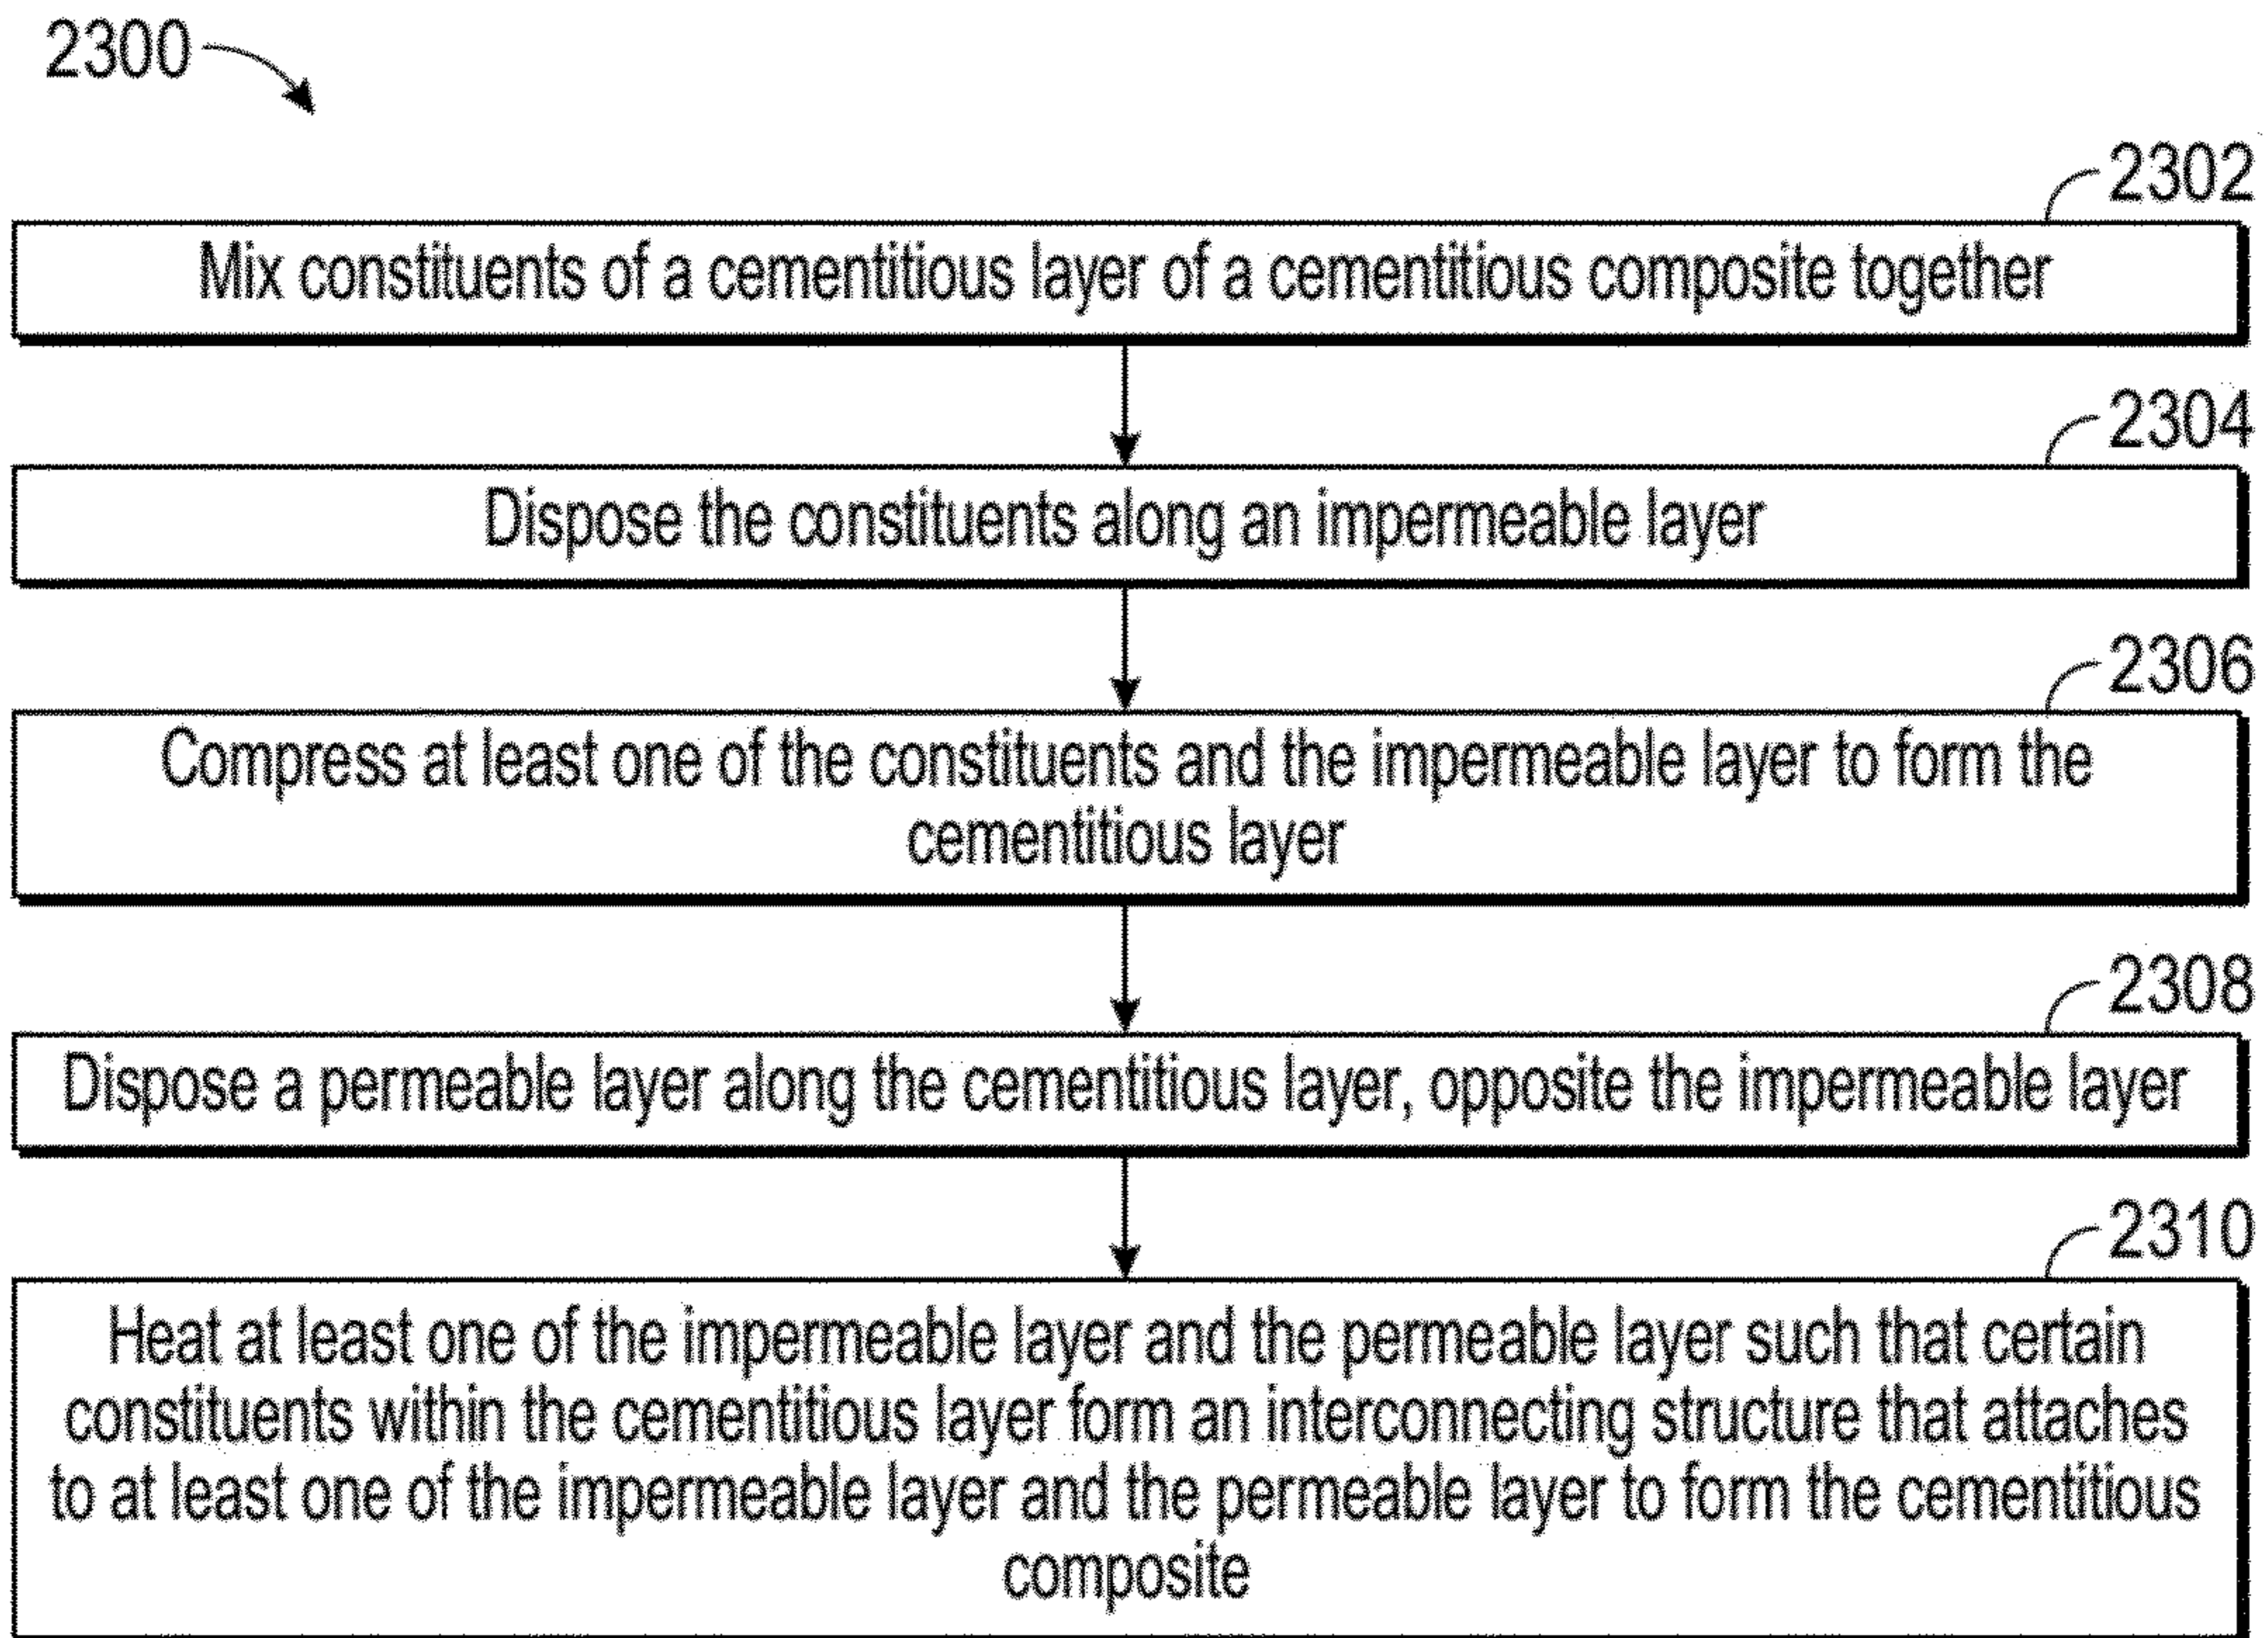 2300
2302
Mix constituents of a cementitious layer of a cementitious composite together
2304
Dispose the constituents along an impermeable layer
2306
Compress at least one of the constituents and the impermeable layer to form the
cementitious layer
2308
Dispose a permeable layer along the cementitious layer, opposite the impermeable layer
2310
Heat at least one of the impermeable layer and the permeable layer such that certain
constituents within the cementitious layer form an interconnecting structure that attaches
to at least one of the impermeable layer and the permeable layer to form the cementitious
composite